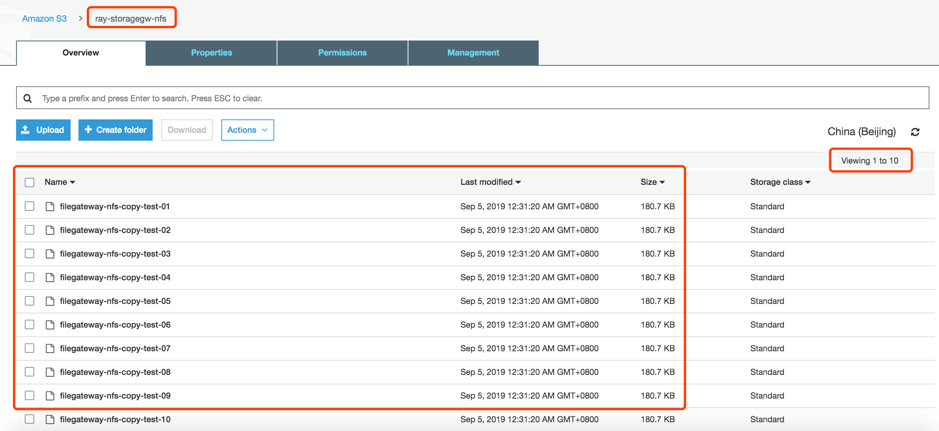 Amazon S3 > ray-storagegw-nfs
Overview Properties Permissions Management
Type a prefix and press Enter to search. Press ESC to clear.
Upload + Create folder Download Actions
China (Beijing)
Viewing 1 to 10
Name Last modified Size Storage class
filegateway-nfs-copy-test-01 Sep 5, 2019 12:31:20 AM GMT+0800 180.7 KB Standard
filegateway-nfs-copy-test-02 Sep 5, 2019 12:31:20 AM GMT+0800 180.7 KB Standard
filegateway-nfs-copy-test-03 Sep 5, 2019 12:31:20 AM GMT+0800 180.7 KB Standard
filegateway-nfs-copy-test-04 Sep 5, 2019 12:31:20 AM GMT+0800 180.7 KB Standard
filegateway-nfs-copy-test-05 Sep 5, 2019 12:31:20 AM GMT+0800 180.7 KB Standard
filegateway-nfs-copy-test-06 Sep 5, 2019 12:31:20 AM GMT+0800 180.7 KB Standard
filegateway-nfs-copy-test-07 Sep 5, 2019 12:31:20 AM GMT+0800 180.7 KB Standard
filegateway-nfs-copy-test-08 Sep 5, 2019 12:31:20 AM GMT+0800 180.7 KB Standard
filegateway-nfs-copy-test-09 Sep 5, 2019 12:31:20 AM GMT+0800 180.7 KB Standard
filegateway-nfs-copy-test-10 Sep 5, 2019 12:31:20 AM GMT+0800 180.7 KB Standard